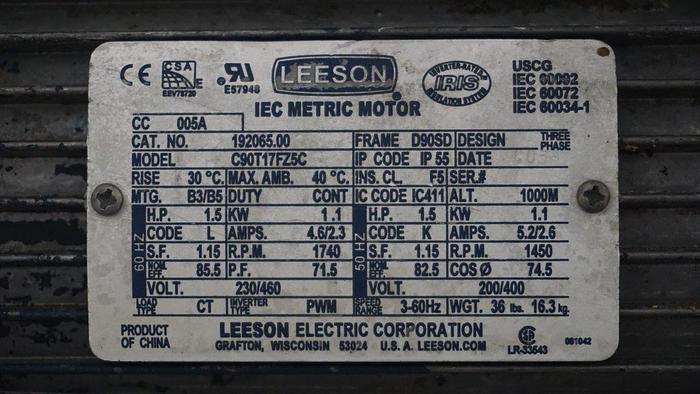 CE CSA EEV78720 RU ® E57948 LEESON ® INVERTER-RATED IRIS INSULATION SYSTEM USCG
IEC 60092
IEC 60072
IEC 60034-1
IEC METRIC MOTOR
CC 005A
CAT. NO. 192065.00 FRAME D90SD DESIGN THREE PHASE
MODEL C90T17FZ5C IP CODE IP 55 DATE
RISE 30 °C. MAX. AMB. 40 °C. INS. CL. F5 SER.#
MTG. B3/B5 DUTY CONT IC CODE IC411 ALT. 1000M
60 HZ H.P. 1.5 KW 1.1 50 HZ H.P. 1.5 KW 1.1
CODE L AMPS. 4.6/2.3 CODE K AMPS. 5.2/2.6
S.F. 1.15 R.P.M. 1740 S.F. 1.15 R.P.M. 1450
NOM. EFF. 85.5 P.F. 71.5 NOM. EFF. 82.5 COS Ø 74.5
VOLT. 230/460 VOLT. 200/400
LOAD TYPE CT INVERTER TYPE PWM SPEED RANGE 3-60Hz WGT. 36 lbs. 16.3 kg.
PRODUCT OF CHINA
LEESON ELECTRIC CORPORATION
GRAFTON, WISCONSIN 53024 U.S.A. LEESON.COM
LR-33543
081042